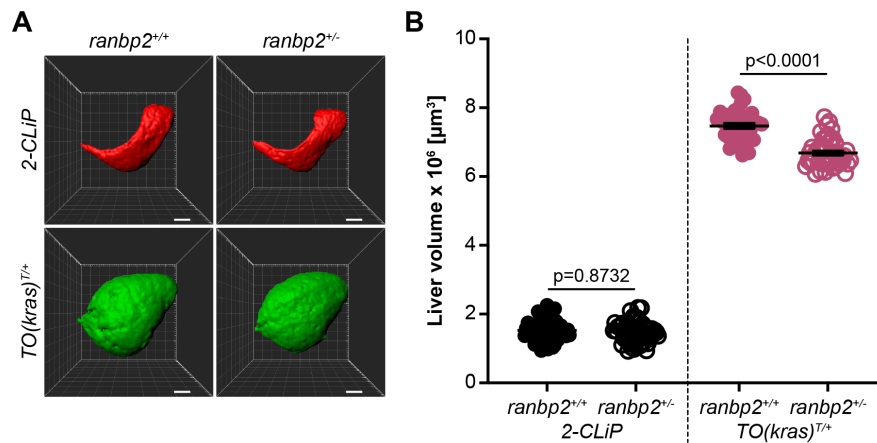 A
ranbp2+/+
ranbp2+/-
2-CLiP
TO(kras)T/+
B
Liver volume x 10⁶ [µm³]
10
8
6
4
2
0
p=0.8732
p<0.0001
ranbp2+/+ ranbp2+/-
2-CLiP
ranbp2+/+ ranbp2+/-
TO(kras)T/+